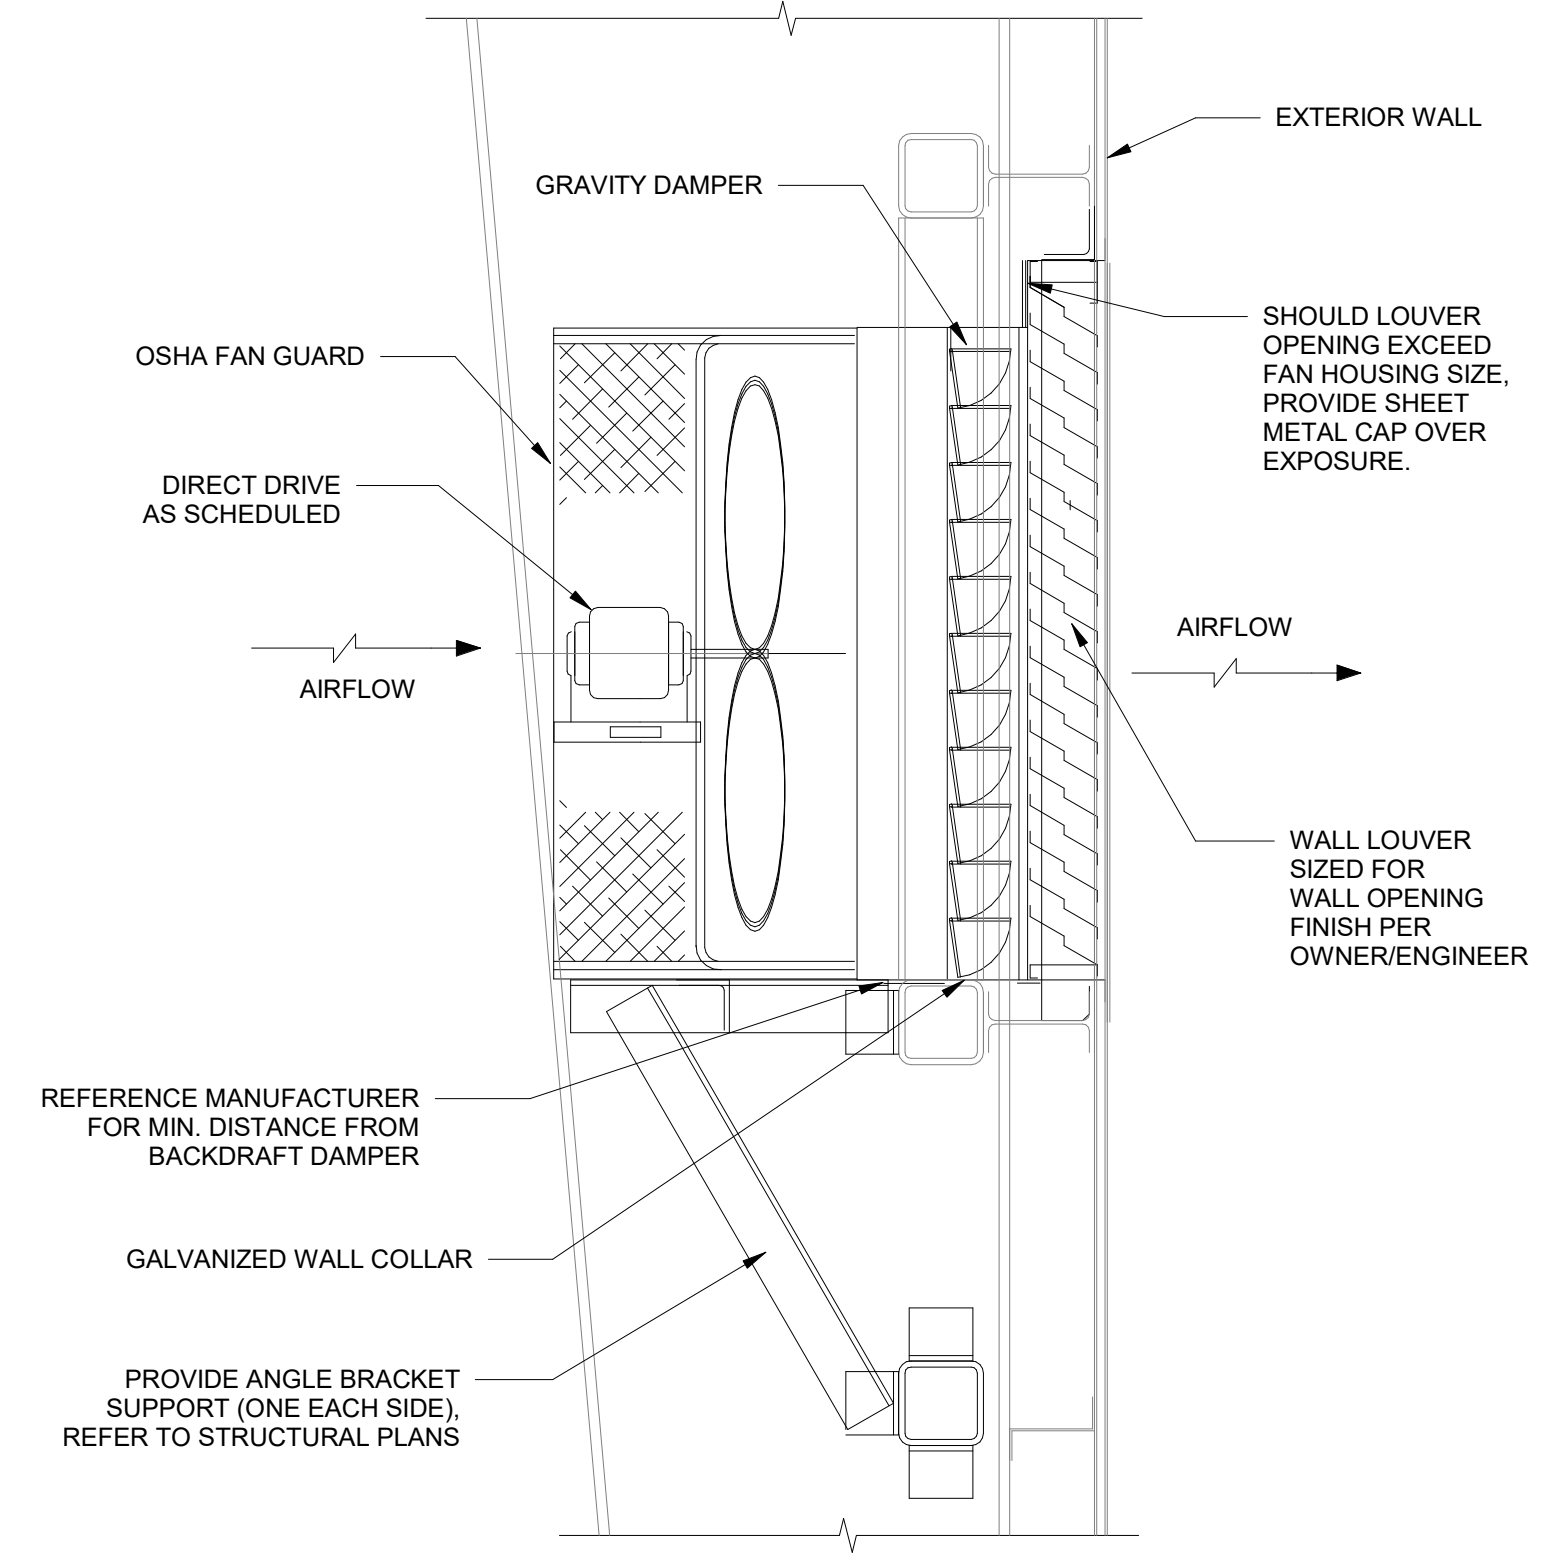 EXTERIOR WALL
GRAVITY DAMPER
SHOULD LOUVER
OPENING EXCEED
FAN HOUSING SIZE,
PROVIDE SHEET
METAL CAP OVER
EXPOSURE.
OSHA FAN GUARD
DIRECT DRIVE
AS SCHEDULED
AIRFLOW
AIRFLOW
WALL LOUVER
SIZED FOR
WALL OPENING
FINISH PER
OWNER/ENGINEER
REFERENCE MANUFACTURER
FOR MIN. DISTANCE FROM
BACKDRAFT DAMPER
GALVANIZED WALL COLLAR
PROVIDE ANGLE BRACKET
SUPPORT (ONE EACH SIDE),
REFER TO STRUCTURAL PLANS